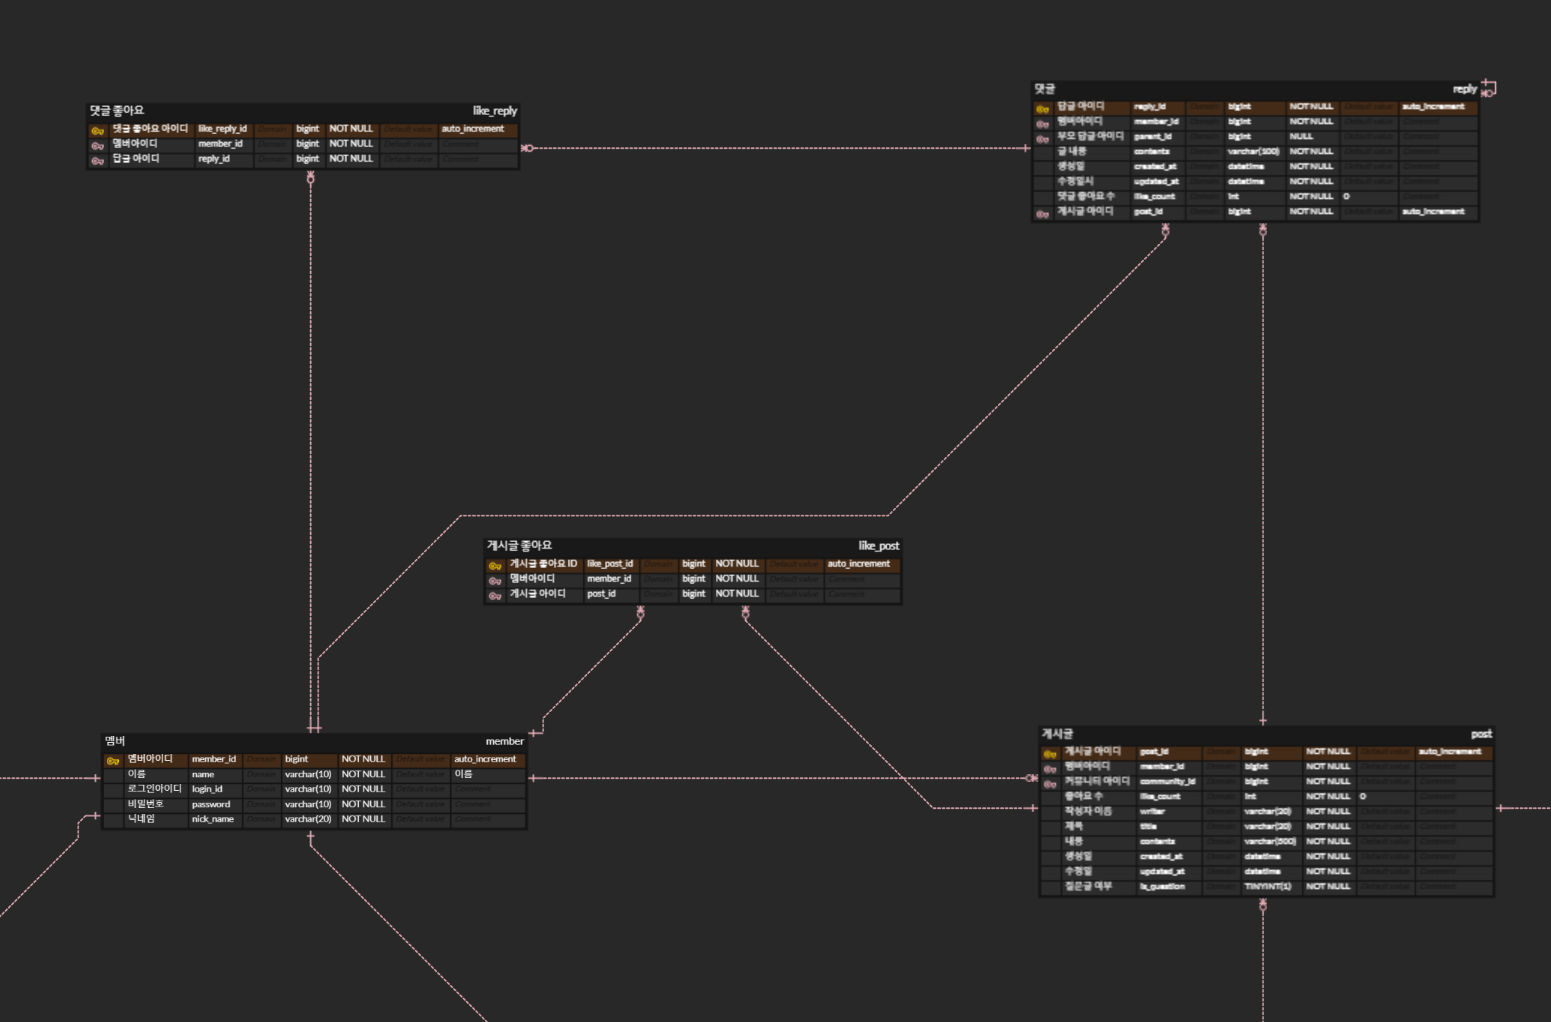 댓글 좋아요 like_reply
댓글 좋아요 아이디 like_reply_id Domain bigint NOT NULL Default value auto_increment
멤버아이디 member_id Domain bigint NOT NULL Default value Comment
답글 아이디 reply_id Domain bigint NOT NULL Default value Comment
댓글 reply
답글 아이디 reply_id Domain bigint NOT NULL Default value auto_increment
멤버아이디 member_id Domain bigint NOT NULL Default value Comment
부모 답글 아이디 parent_id Domain bigint NULL Default value Comment
글 내용 contents Domain varchar(300) NOT NULL Default value Comment
생성일 created_at Domain datetime NOT NULL Default value Comment
수정일시 updated_at Domain datetime NOT NULL Default value Comment
댓글 좋아요 수 like_count Domain int NOT NULL 0 Comment
게시글 아이디 post_id Domain bigint NOT NULL Default value auto_increment
게시글 좋아요 like_post
게시글 좋아요 ID like_post_id Domain bigint NOT NULL Default value auto_increment
멤버아이디 member_id Domain bigint NOT NULL Default value Comment
게시글 아이디 post_id Domain bigint NOT NULL Default value Comment
멤버 member
멤버아이디 member_id Domain bigint NOT NULL Default value auto_increment
이름 name Domain varchar(10) NOT NULL Default value 이름
로그인아이디 login_id Domain varchar(10) NOT NULL Default value Comment
비밀번호 password Domain varchar(10) NOT NULL Default value Comment
닉네임 nick_name Domain varchar(20) NOT NULL Default value Comment
게시글 post
게시글 아이디 post_id Domain bigint NOT NULL Default value auto_increment
멤버아이디 member_id Domain bigint NOT NULL Default value Comment
커뮤니티 아이디 community_id Domain bigint NOT NULL Default value Comment
좋아요 수 like_count Domain int NOT NULL 0 Comment
작성자 이름 writer Domain varchar(20) NOT NULL Default value Comment
제목 title Domain varchar(20) NOT NULL Default value Comment
내용 contents Domain varchar(500) NOT NULL Default value Comment
생성일 created_at Domain datetime NOT NULL Default value Comment
수정일 updated_at Domain datetime NOT NULL Default value Comment
질문글 여부 is_question Domain TINYINT(1) NOT NULL Default value Comment